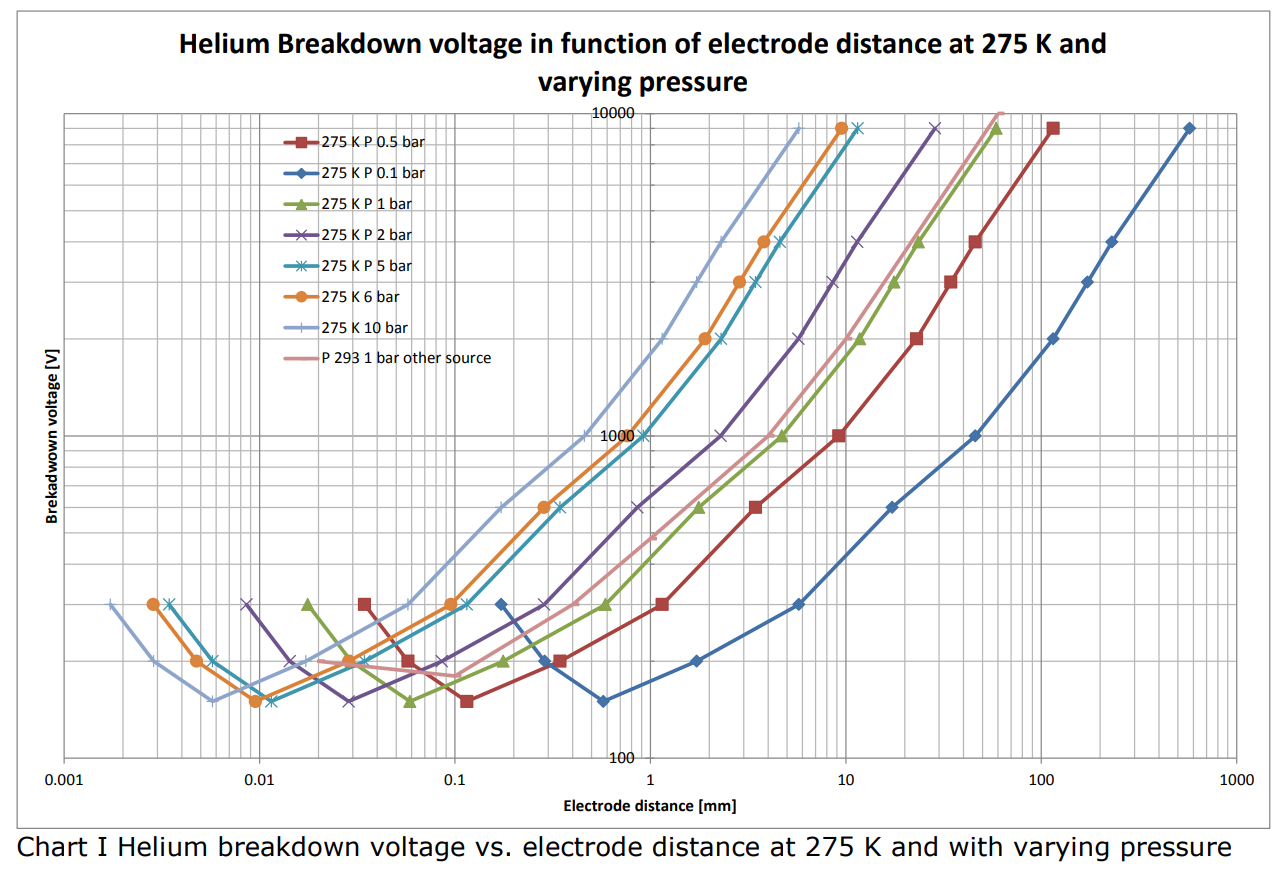 Helium Breakdown voltage in function of electrode distance at 275 K and
varying pressure
10000
275 K P 0.5 bar
275 K P 0.1 bar
275 K P 1 bar
275 K P 2 bar
275 K P 5 bar
275 K 6 bar
275 K 10 bar
P 293 1 bar other source
Brekadwown voltage [V]
1000
100
0.001 0.01 0.1 1 10 100 1000
Electrode distance [mm]
Chart I Helium breakdown voltage vs. electrode distance at 275 K and with varying pressure